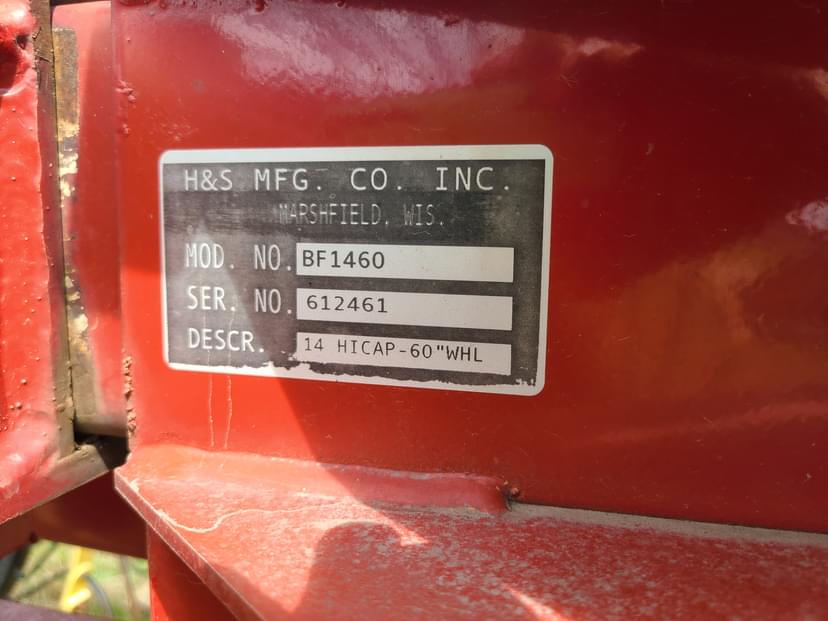 H&S MFG. CO. INC.
MARSHFIELD, WIS.
MOD. NO. BF1460
SER. NO. 612461
DESCR. 14 HICAP-60"WHL